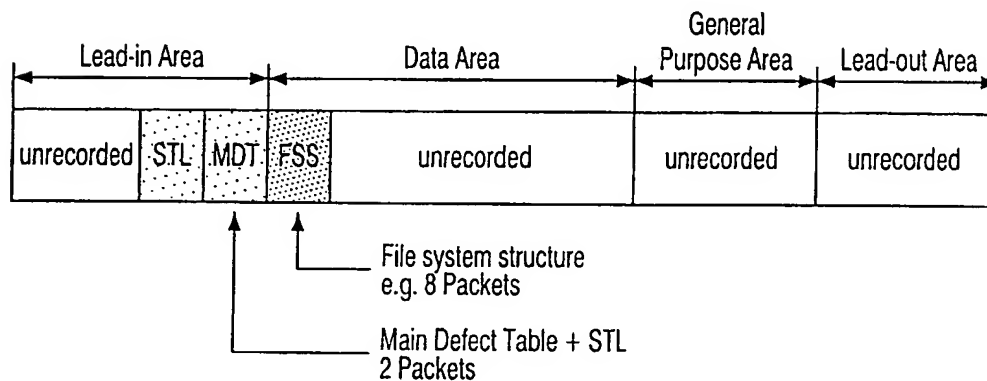 General
Lead-in Area
Data Area
Purpose Area
Lead-out Area
unrecorded
STL
MDT
FSS
unrecorded
unrecorded
unrecorded
File system structure
e.g. 8 Packets
Main Defect Table + STL
2 Packets